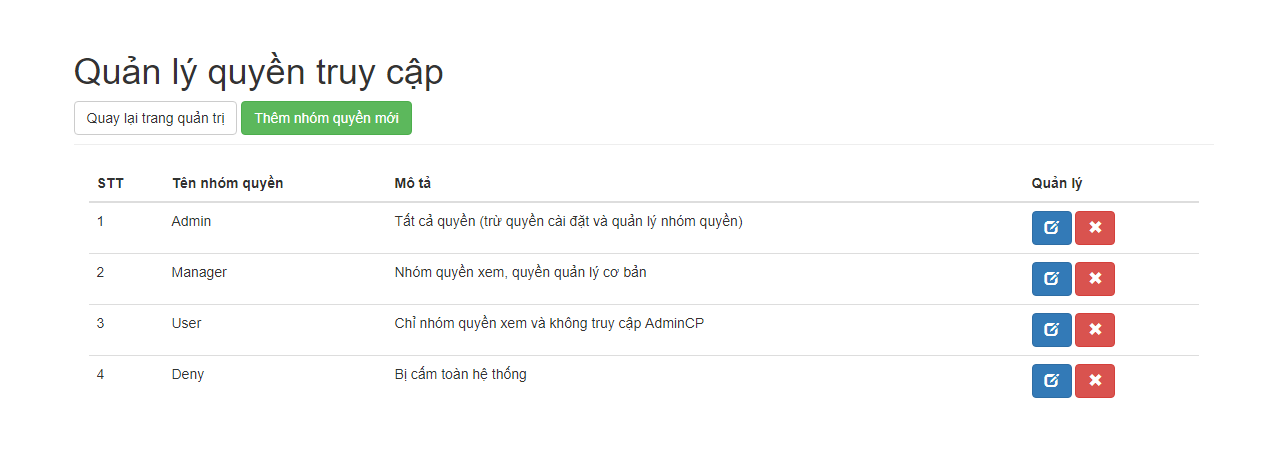 Quản lý quyền truy cập
Quay lại trang quản trị Thêm nhóm quyền mới
STT Tên nhóm quyền Mô tả Quản lý
1 Admin Tất cả quyền (trừ quyền cài đặt và quản lý nhóm quyền)
2 Manager Nhóm quyền xem, quyền quản lý cơ bản
3 User Chỉ nhóm quyền xem và không truy cập AdminCP
4 Deny Bị cấm toàn hệ thống